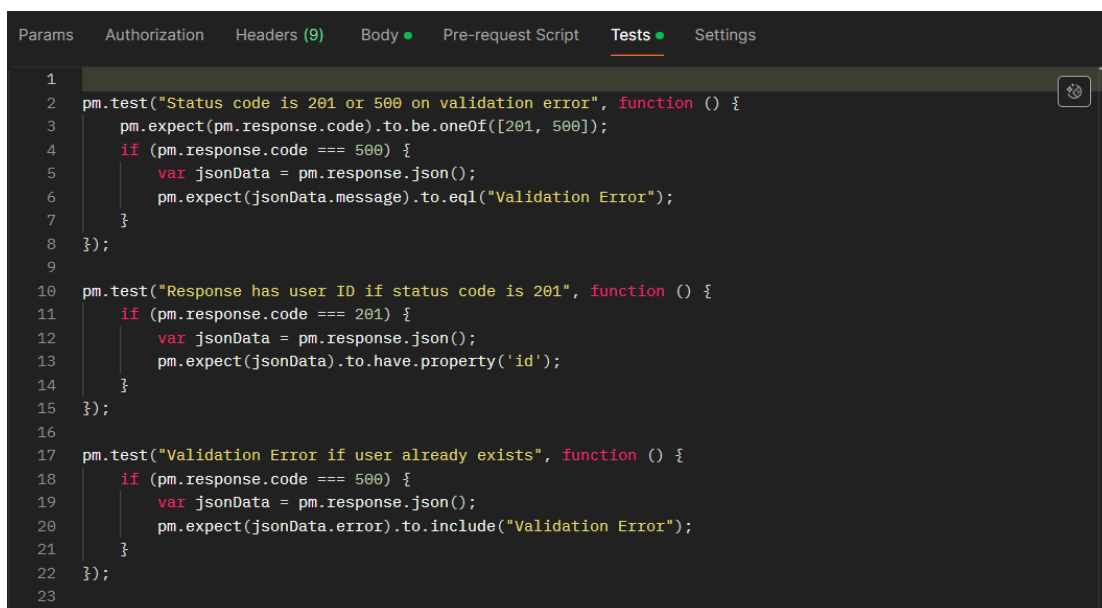 Params Authorization Headers (9) Body Pre-request Script Tests Settings
1
2 pm.test("Status code is 201 or 500 on validation error", function () {
3 pm.expect(pm.response.code).to.be.oneOf([201, 500]);
4 if (pm.response.code === 500) {
5 var jsonData = pm.response.json();
6 pm.expect(jsonData.message).to.eql("Validation Error");
7 }
8 });
9
10 pm.test("Response has user ID if status code is 201", function () {
11 if (pm.response.code === 201) {
12 var jsonData = pm.response.json();
13 pm.expect(jsonData).to.have.property('id');
14 }
15 });
16
17 pm.test("Validation Error if user already exists", function () {
18 if (pm.response.code === 500) {
19 var jsonData = pm.response.json();
20 pm.expect(jsonData.error).to.include("Validation Error");
21 }
22 });
23